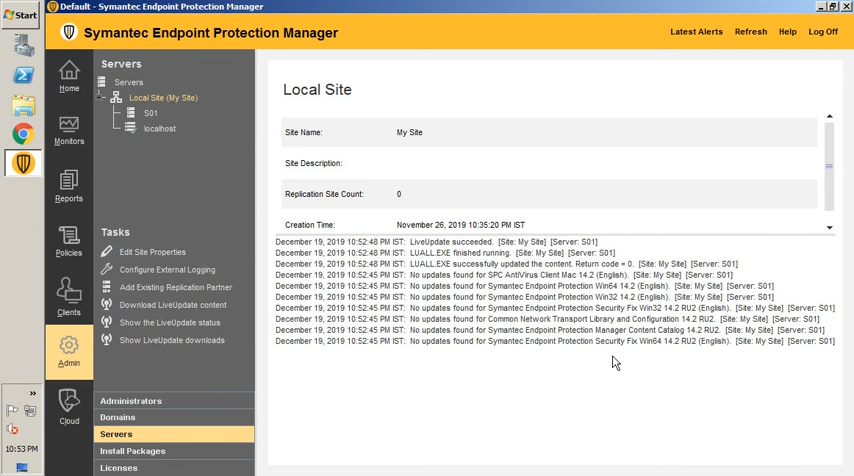 Start
Default - Symantec Endpoint Protection Manager
Symantec Endpoint Protection Manager
Latest Alerts Refresh Help Log Off
Home
Monitors
Reports
Policies
Clients
Admin
Cloud
Servers
Servers
Local Site (My Site)
S01
localhost
Tasks
Edit Site Properties
Configure External Logging
Add Existing Replication Partner
Download LiveUpdate content
Show the LiveUpdate status
Show LiveUpdate downloads
Administrators
Domains
Servers
Install Packages
Licenses
Local Site
Site Name: My Site
Site Description:
Replication Site Count: 0
Creation Time: November 26, 2019 10:35:20 PM IST
December 19, 2019 10:52:48 PM IST: LiveUpdate succeeded. [Site: My Site] [Server: S01]
December 19, 2019 10:52:48 PM IST: LUALL.EXE finished running. [Site: My Site] [Server: S01]
December 19, 2019 10:52:48 PM IST: LUALL.EXE successfully updated the content. Return code = 0. [Site: My Site] [Server: S01]
December 19, 2019 10:52:45 PM IST: No updates found for SPC AntiVirus Client Mac 14.2 (English). [Site: My Site] [Server: S01]
December 19, 2019 10:52:45 PM IST: No updates found for Symantec Endpoint Protection Win64 14.2 (English). [Site: My Site] [Server: S01]
December 19, 2019 10:52:45 PM IST: No updates found for Symantec Endpoint Protection Win32 14.2 (English). [Site: My Site] [Server: S01]
December 19, 2019 10:52:45 PM IST: No updates found for Symantec Endpoint Protection Security Fix Win32 14.2 RU2 (English). [Site: My Site] [Server: S01]
December 19, 2019 10:52:45 PM IST: No updates found for Common Network Transport Library and Configuration 14.2 RU2. [Site: My Site] [Server: S01]
December 19, 2019 10:52:45 PM IST: No updates found for Symantec Endpoint Protection Manager Content Catalog 14.2 RU2. [Site: My Site] [Server: S01]
December 19, 2019 10:52:45 PM IST: No updates found for Symantec Endpoint Protection Security Fix Win64 14.2 RU2 (English). [Site: My Site] [Server: S01]
10:53 PM